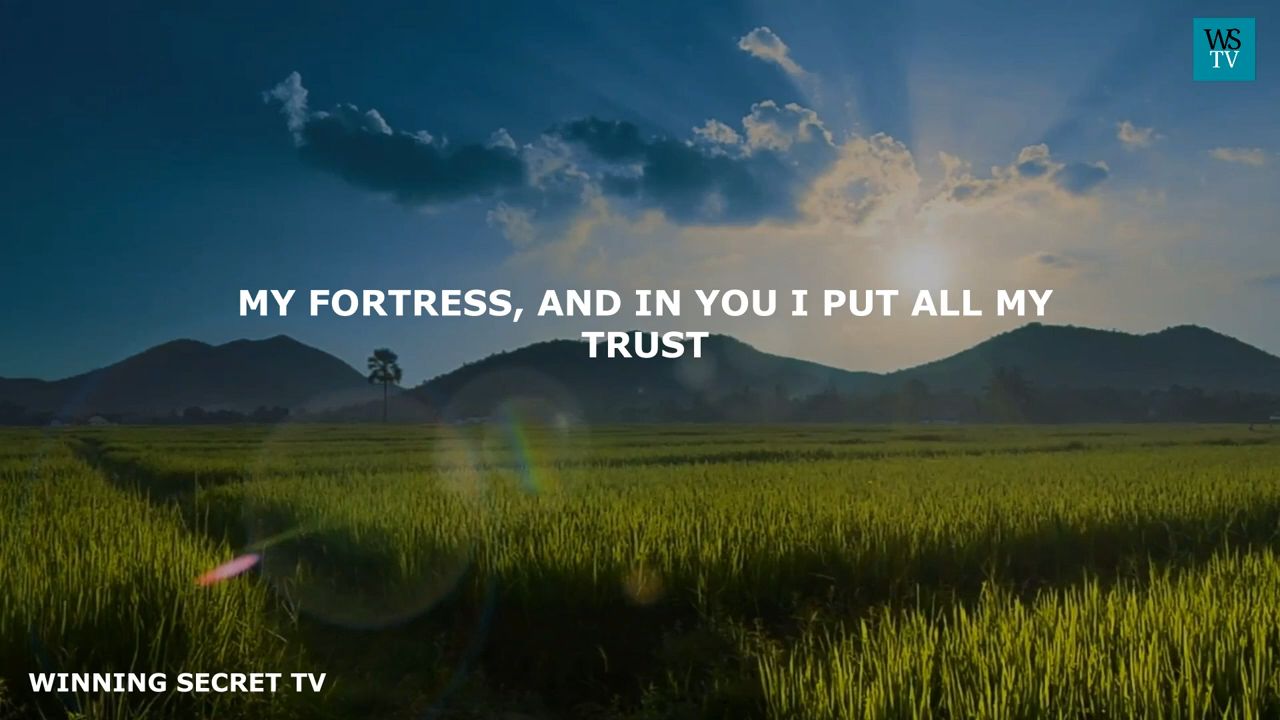 WS
TV
MY FORTRESS, AND IN YOU I PUT ALL MY
TRUST
WINNING SECRET TV